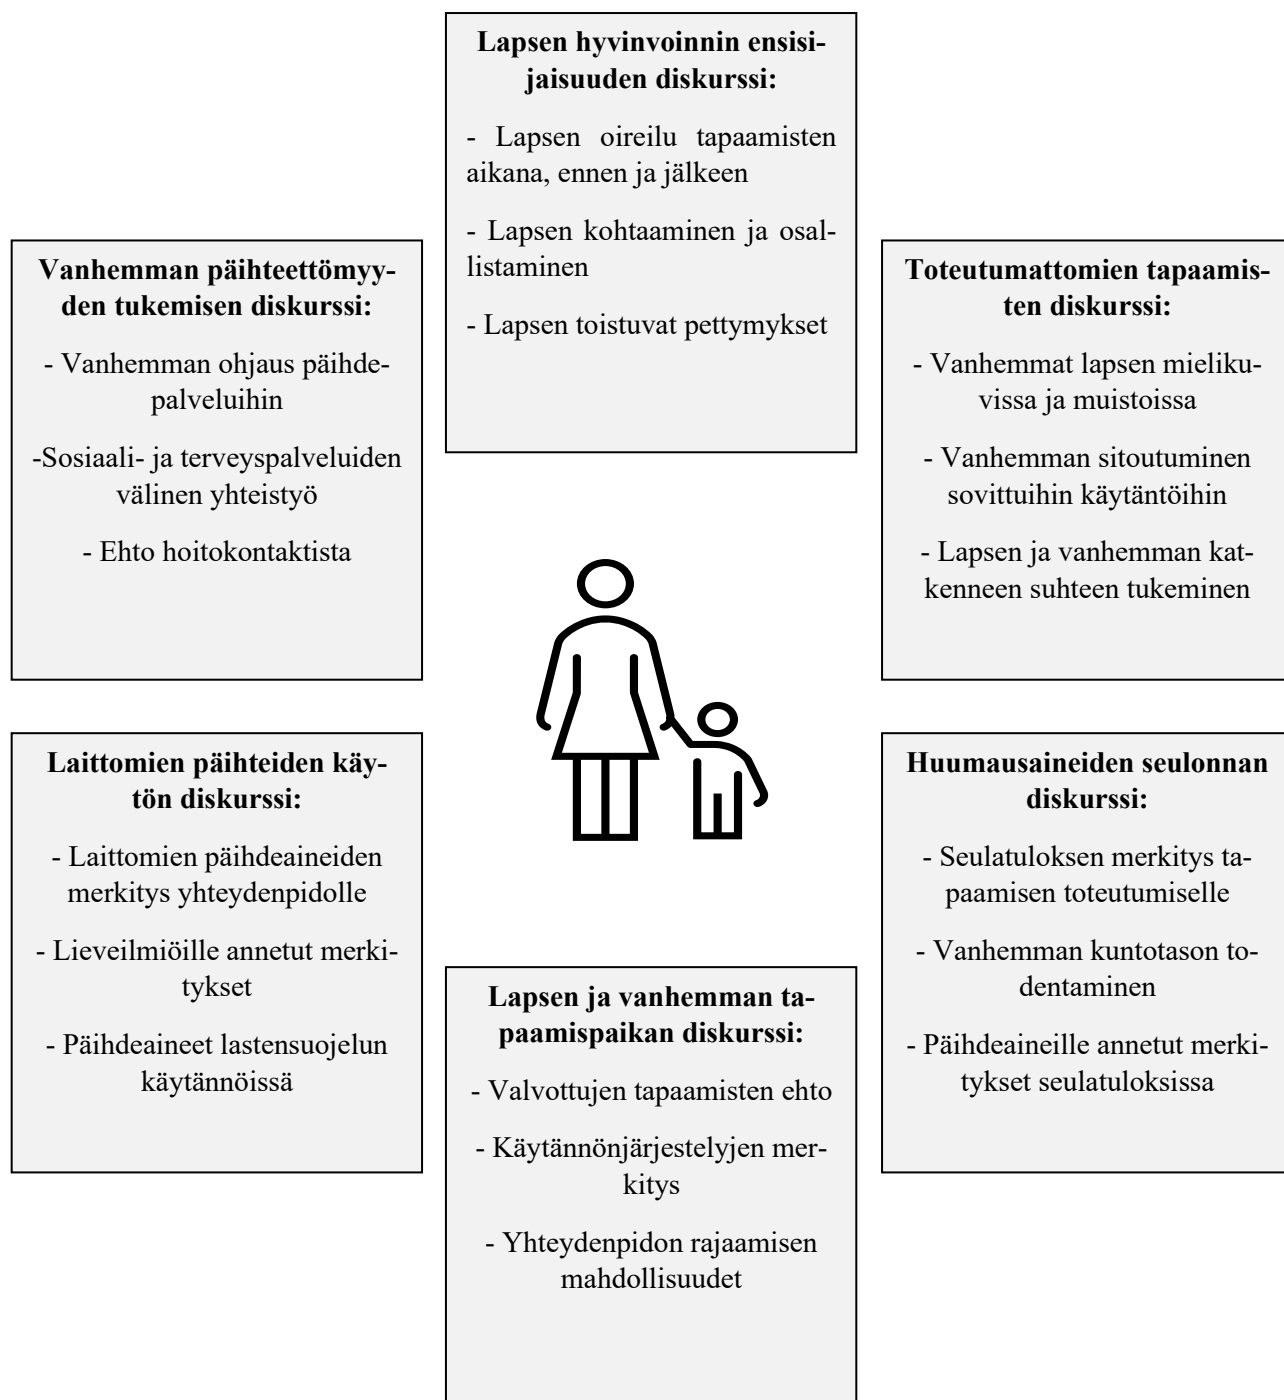 Lapsen hyvinvoinnin ensisi-
jaisuuden diskurssi:
- Lapsen oireilu tapaamisten
aikana, ennen ja jälkeen
- Lapsen kohtaaminen ja osal-
listaminen
- Lapsen toistuvat pettymykset
Vanhemman päihteettömyy-
den tukemisen diskurssi:
- Vanhemman ohjaus päihde-
palveluihin
-Sosiaali- ja terveyspalveluiden
välinen yhteistyö
- Ehto hoitokontaktista
Toteutumattomien tapaamis-
ten diskurssi:
- Vanhemmat lapsen mieliku-
vissa ja muistoissa
- Vanhemman sitoutuminen
sovittuihin käytäntöihin
- Lapsen ja vanhemman kat-
kenneen suhteen tukeminen
Laittomien päihteiden käy-
tön diskurssi:
- Laittomien päihdeaineiden
merkitys yhteydenpidolle
- Lieveilmiöille annetut merki-
tykset
- Päihdeaineet lastensuojelun
käytännöissä
Huumausaineiden seulonnan
diskurssi:
- Seulatuloksen merkitys ta-
paamisen toteutumiselle
- Vanhemman kuntotason to-
dentaminen
- Päihdeaineille annetut merki-
tykset seulatuloksissa
Lapsen ja vanhemman ta-
paamispaikan diskurssi:
- Valvottujen tapaamisten ehto
- Käytännönjärjestelyjen mer-
kitys
- Yhteydenpidon rajaamisen
mahdollisuudet